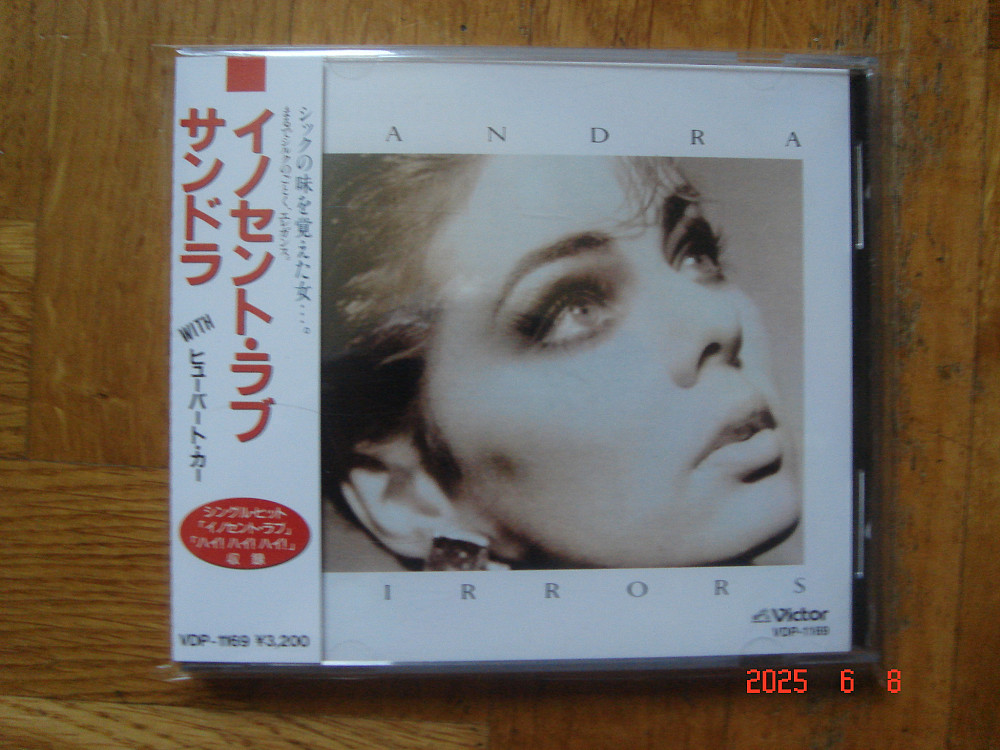 イノセント・ラブ
サンドラ
WITH ヒューバート・カー
シックの味を覚えた女…。
シングル・ヒット
「イノセント・ラブ」
「ハイ! ハイ! ハイ!」
収録
VDP-1169 ¥3,200
ANDRA
IRRORS
Victor
VDP-1169
2025 6 8